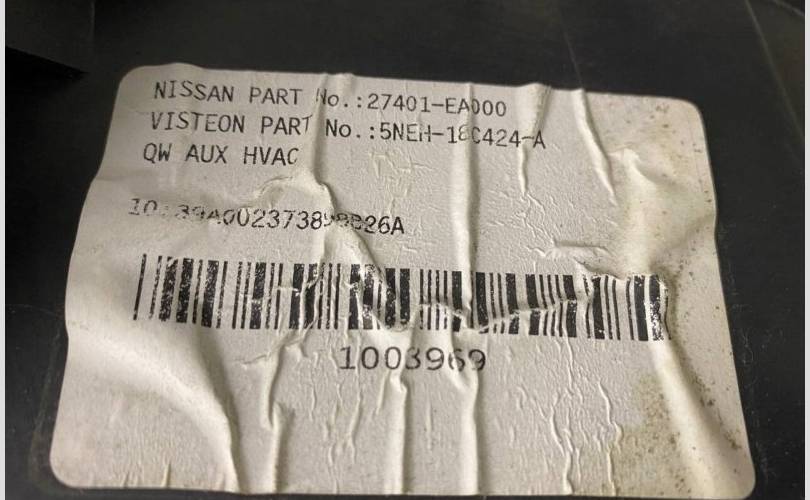 NISSAN PART No.:27401-EA000
VISTEON PART No.:5NEH-18C424-A
QW AUX HVAC
1003969